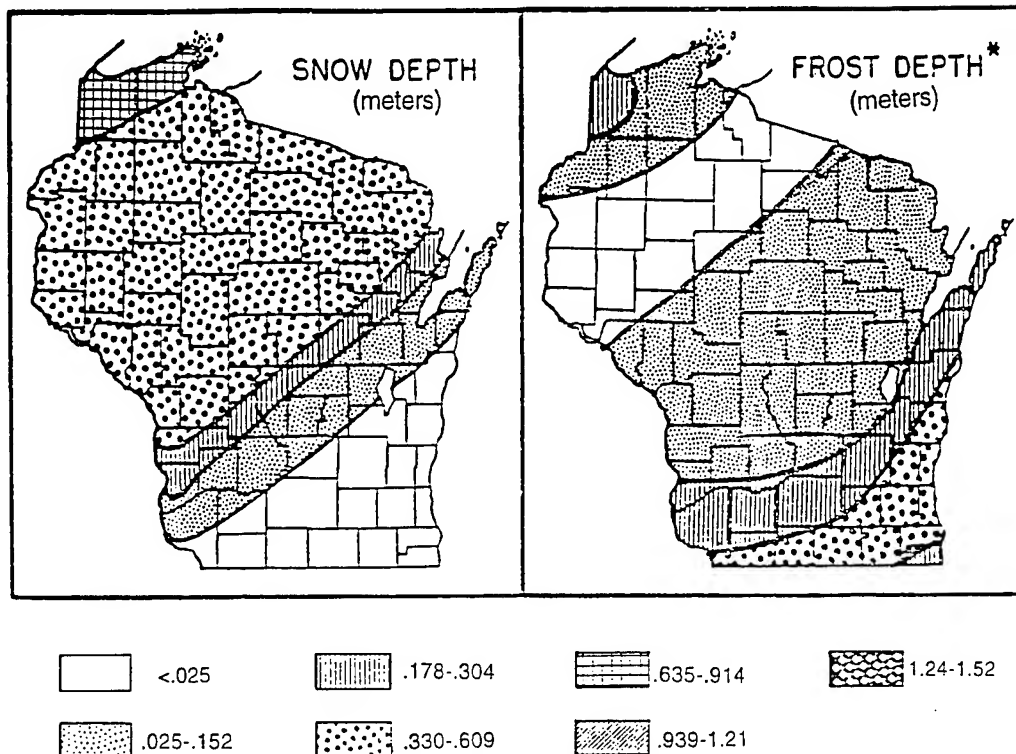 SNOW DEPTH
(meters)
FROST DEPTH*
(meters)
<.025
.178-.304
.635-.914
1.24-1.52
.025-.152
.330-.609
.939-1.21